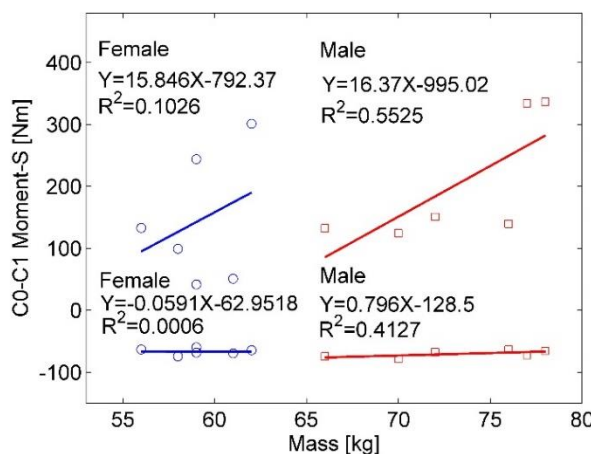 Female
Y=15.846X-792.37
R²=0.1026
Male
Y=16.37X-995.02
R²=0.5525
Female
Y=-0.0591X-62.9518
R²=0.0006
Male
Y=0.796X-128.5
R²=0.4127
C0-C1 Moment-S [Nm]
400
300
200
100
0
-100
55 60 65 70 75 80
Mass [kg]